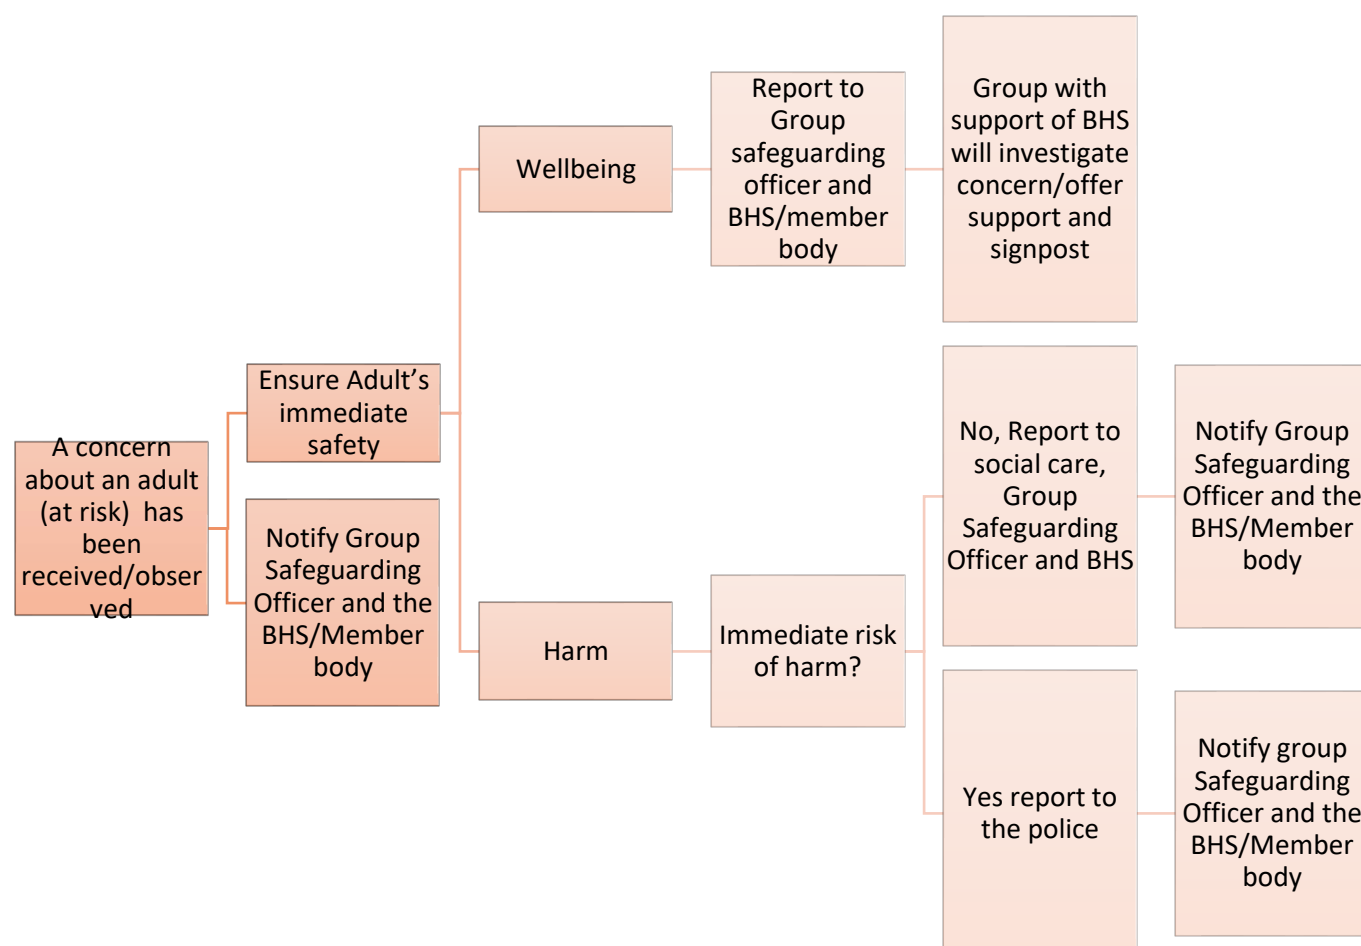 A concern
about an adult
(at risk)  has
been
received/obser
ved
Ensure Adult’s
immediate
safety
Notify Group
Safeguarding
Officer and the
BHS/Member
body
Wellbeing
Report to
Group
safeguarding
officer and
BHS/member
body
Group with
support of BHS
will investigate
concern/offer
support and
signpost
Harm
Immediate risk
of harm?
No, Report to
social care,
Group
Safeguarding
Officer and BHS
Notify Group
Safeguarding
Officer and the
BHS/Member
body
Yes report to
the police
Notify group
Safeguarding
Officer and the
BHS/Member
body